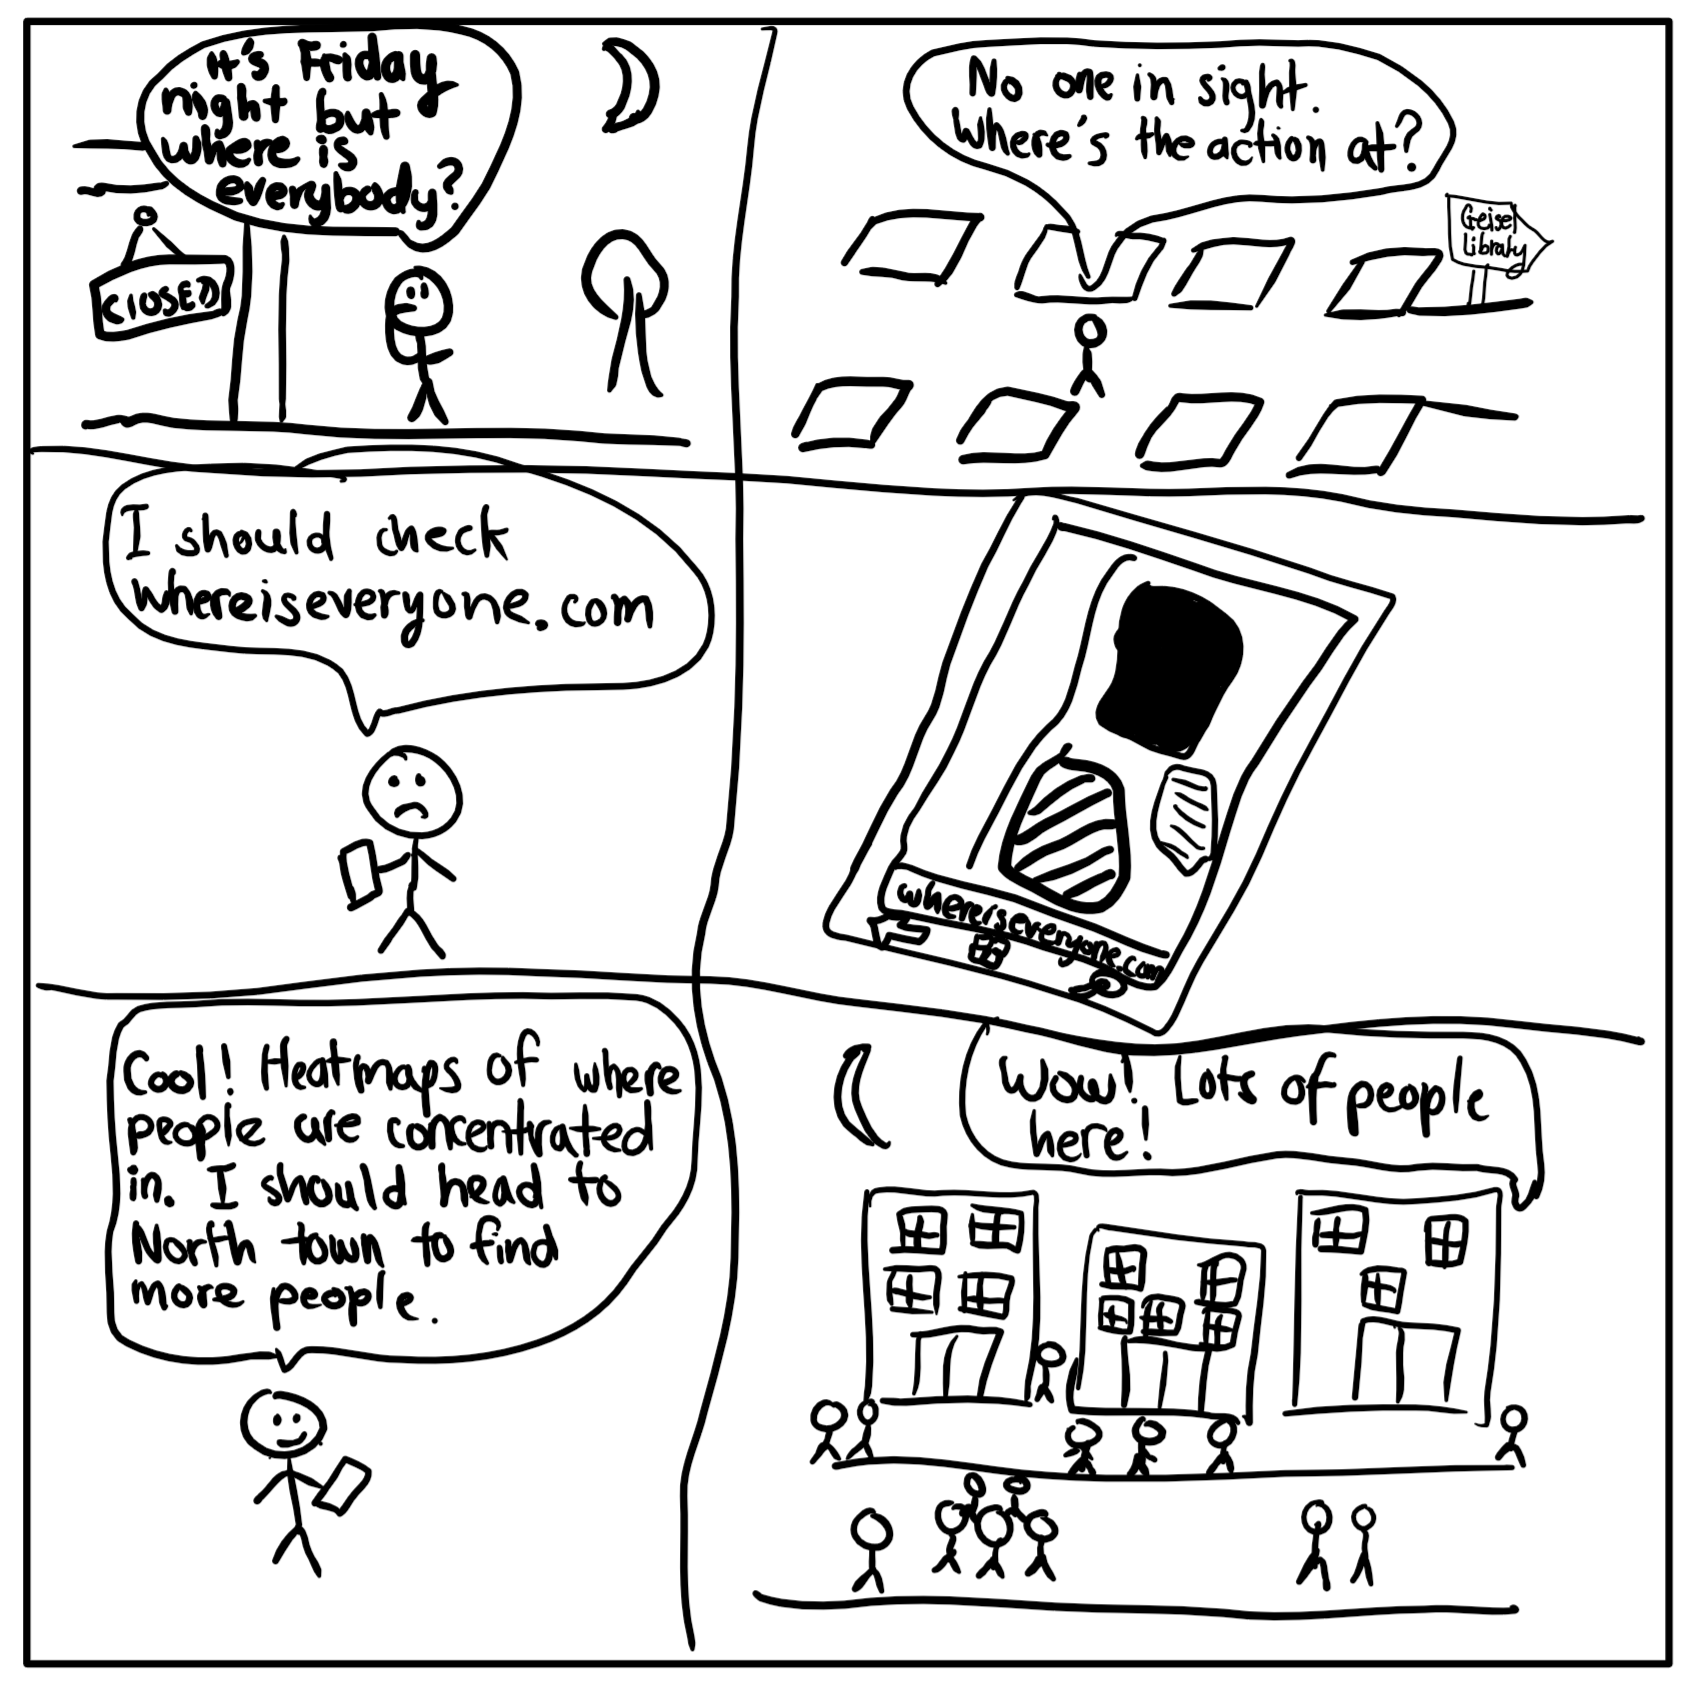 It's Friday
night but
where is
everybody?
CLOSED
No one in sight.
Where's the action at?
Geisel
Library
I should check
whereiseveryone.com
whereiseveryone.com
Cool! Heatmaps of where
people are concentrated
in. I should head to
North town to find
more people.
Wow! Lots of people
here!